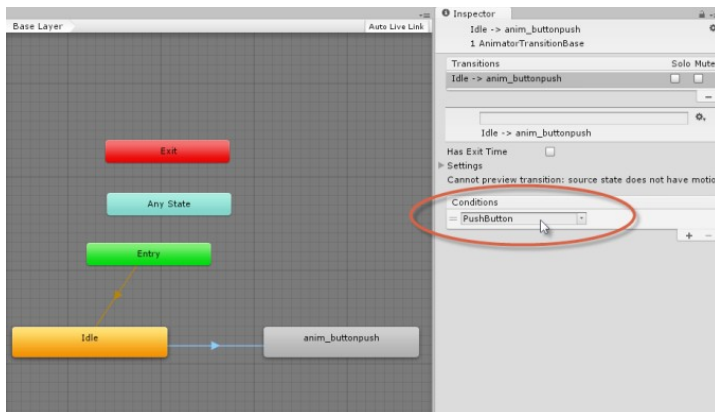 Base Layer
Auto Live Link
Exit
Any State
Entry
Idle
anim_buttonpush
Inspector
Idle -> anim_buttonpush
1 AnimatorTransitionBase
Transitions Solo Mute
Idle -> anim_buttonpush
Idle -> anim_buttonpush
Has Exit Time
Settings
Cannot preview transition: source state does not have motio
Conditions
PushButton